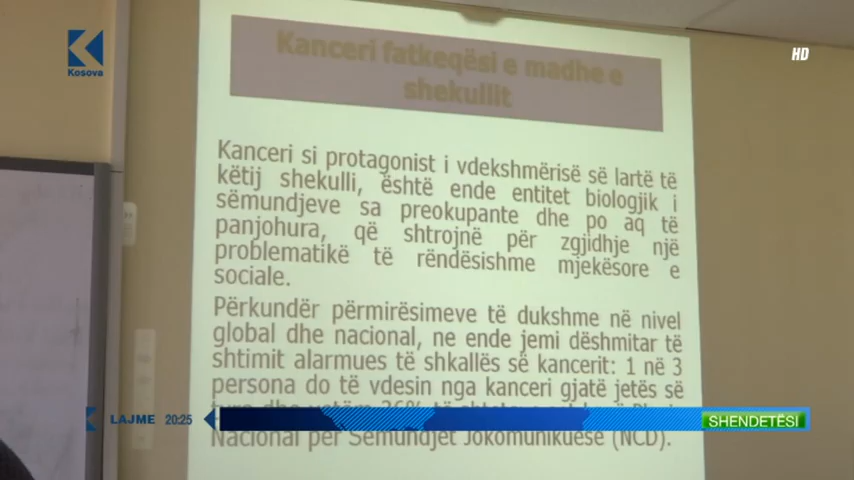 Kosova
HD
Kanceri fatkeqësi e madhe e
shekullit
Kanceri si protagonist i vdekshmërisë së lartë të
këtij shekulli, është ende entitet biologjik i
sëmundjeve sa preokupante dhe po aq të
panjohura, që shtrojnë për zgjidhje një
problematikë të rëndësishme mjekësore e
sociale.
Përkundër përmirësimeve të dukshme në nivel
global dhe nacional, ne ende jemi dëshmitar të
shtimit alarmues të shkallës së kancerit: 1 në 3
persona do të vdesin nga kanceri gjatë jetës së
LAJME 20:25
SHENDETËSI
Nacional për Sëmundjet Jokomunikuese (NCD).